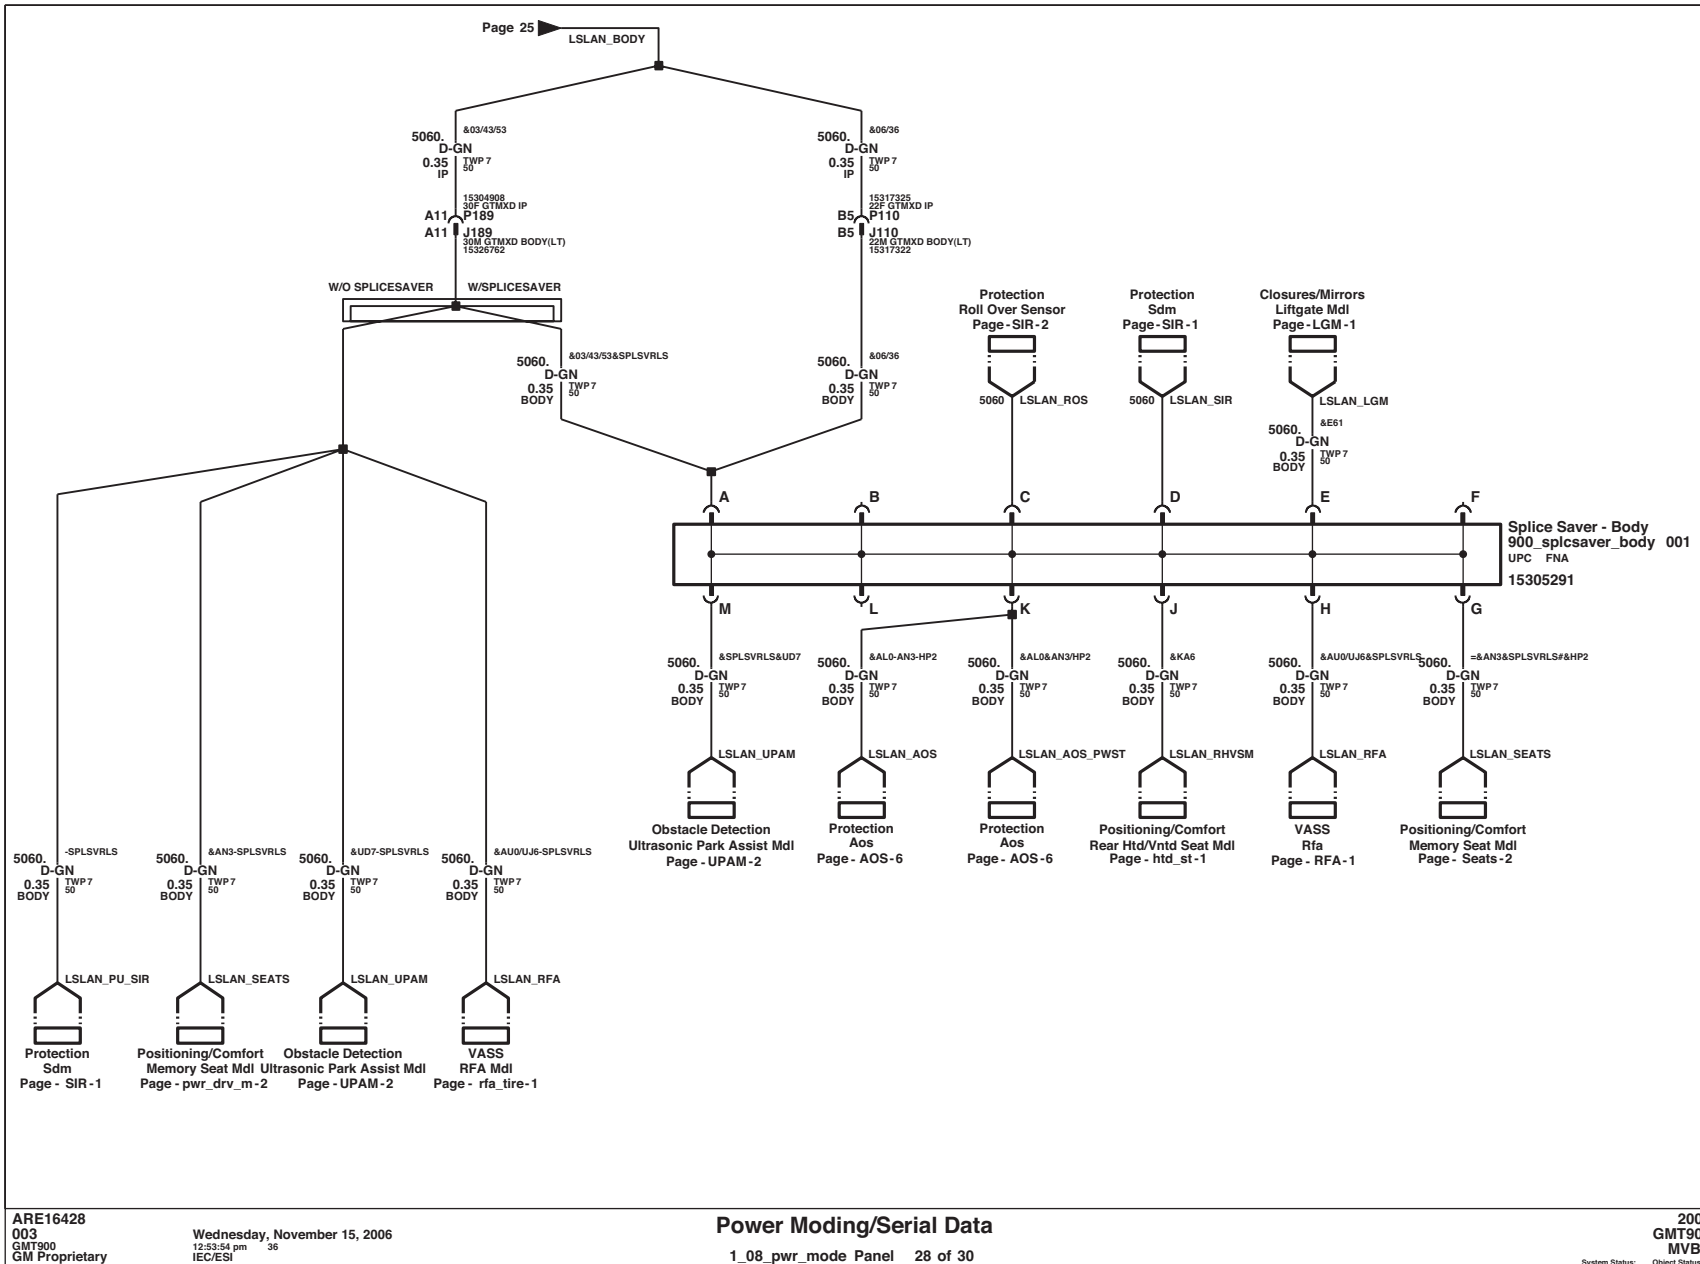 Page 25
LSLAN_BODY
5060.
&03/43/53
D-GN
0.35
TWP 7
50
IP
15304908
30F GTMXD IP
A11
P189
A11
J189
30M GTMXD BODY(LT)
15326762
5060.
&06/36
D-GN
0.35
TWP 7
50
IP
15317325
22F GTMXD IP
B5
P110
B5
J110
22M GTMXD BODY(LT)
15317322
W/O SPLICESAVER
W/SPLICESAVER
5060.
&03/43/53&SPLSVRLS
D-GN
0.35
TWP 7
50
BODY
5060.
&06/36
D-GN
0.35
TWP 7
50
BODY
Protection
Roll Over Sensor
Page - SIR - 2
5060
LSLAN_ROS
Protection
Sdm
Page - SIR - 1
5060
LSLAN_SIR
Closures/Mirrors
Liftgate Mdl
Page - LGM - 1
LSLAN_LGM
5060.
&E61
D-GN
0.35
TWP 7
50
BODY
A
B
C
D
E
F
Splice Saver - Body
900_splcsaver_body 001
UPC FNA
15305291
M
L
K
J
H
G
5060.
&SPLSVRLS&UD7
D-GN
0.35
TWP 7
50
BODY
LSLAN_UPAM
Obstacle Detection
Ultrasonic Park Assist Mdl
Page - UPAM - 2
5060.
&AL0-AN3-HP2
D-GN
0.35
TWP 7
50
BODY
LSLAN_AOS
Protection
Aos
Page - AOS - 6
5060.
&AL0&AN3/HP2
D-GN
0.35
TWP 7
50
BODY
LSLAN_AOS_PWST
Protection
Aos
Page - AOS - 6
5060.
&KA6
D-GN
0.35
TWP 7
50
BODY
LSLAN_RHVSM
Positioning/Comfort
Rear Htd/Vntd Seat Mdl
Page - htd_st - 1
5060.
&AU0/UJ6&SPLSVRLS
D-GN
0.35
TWP 7
50
BODY
LSLAN_RFA
VASS
Rfa
Page - RFA - 1
5060.
=&AN3&SPLSVRLS#&HP2
D-GN
0.35
TWP 7
50
BODY
LSLAN_SEATS
Positioning/Comfort
Memory Seat Mdl
Page - Seats - 2
5060.
-SPLSVRLS
D-GN
0.35
TWP 7
50
BODY
LSLAN_PU_SIR
Protection
Sdm
Page - SIR - 1
5060.
&AN3-SPLSVRLS
D-GN
0.35
TWP 7
50
BODY
LSLAN_SEATS
Positioning/Comfort
Memory Seat Mdl
Page - pwr_drv_m - 2
5060.
&UD7-SPLSVRLS
D-GN
0.35
TWP 7
50
BODY
LSLAN_UPAM
Obstacle Detection
Ultrasonic Park Assist Mdl
Page - UPAM - 2
5060.
&AU0/UJ6-SPLSVRLS
D-GN
0.35
TWP 7
50
BODY
LSLAN_RFA
VASS
RFA Mdl
Page - rfa_tire - 1
ARE16428
003
GMT900
GM Proprietary
Wednesday, November 15, 2006
12:53:54 pm 36
IEC/ESI
Power Moding/Serial Data
1_08_pwr_mode Panel 28 of 30
200
GMT90
MVB
System Status: Object Status